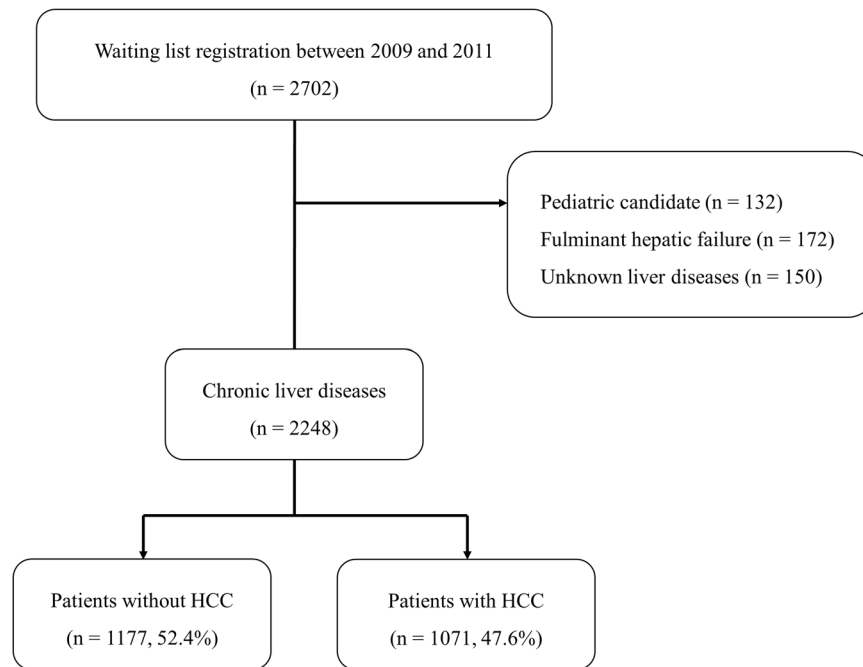 Waiting list registration between 2009 and 2011
(n = 2702)
Pediatric candidate (n = 132)
Fulminant hepatic failure (n = 172)
Unknown liver diseases (n = 150)
Chronic liver diseases
(n = 2248)
Patients without HCC
(n = 1177, 52.4%)
Patients with HCC
(n = 1071, 47.6%)